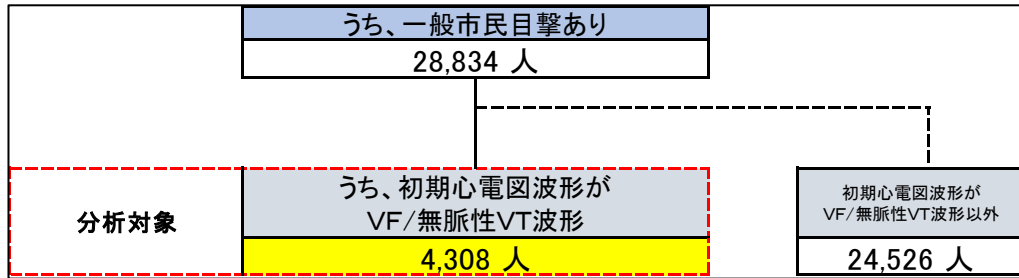 うち、一般市民目撃あり
28,834 人
分析対象
うち、初期心電図波形が
VF/無脈性VT波形
4,308 人
初期心電図波形が
VF/無脈性VT波形以外
24,526 人